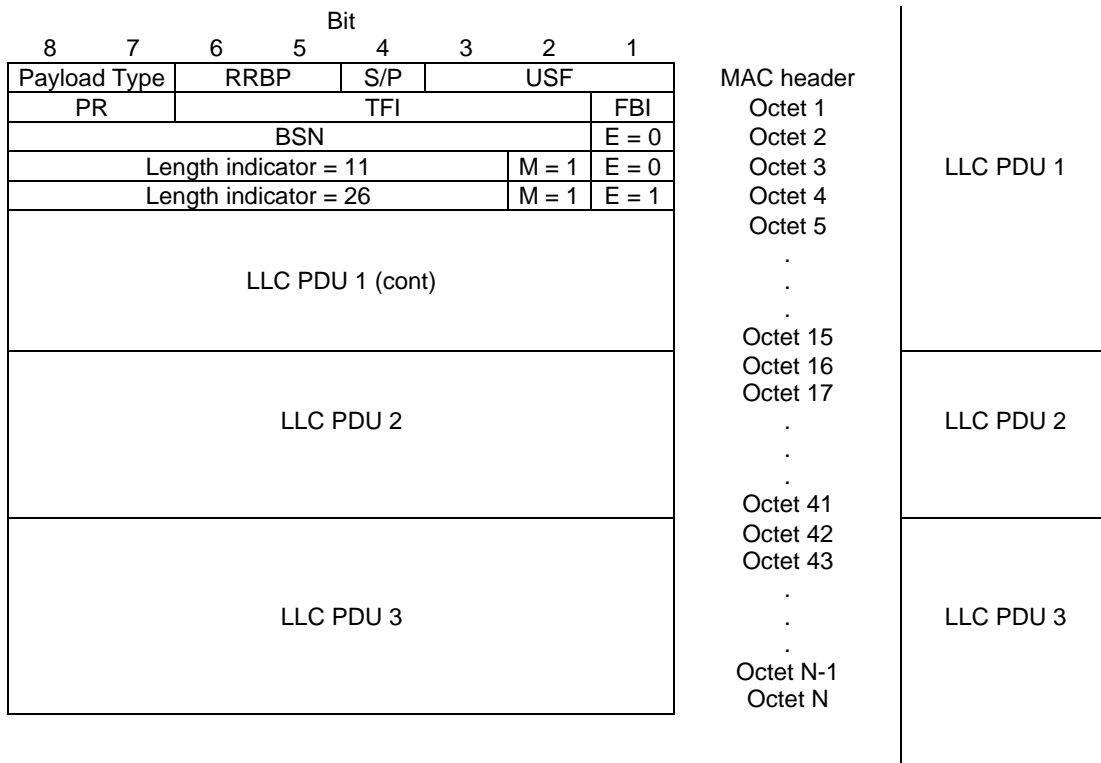 Bit
8 7 6 5 4 3 2 1
Payload Type RRBP S/P USF MAC header
PR TFI FBI Octet 1
BSN E = 0 Octet 2
Length indicator = 11 M = 1 E = 0 Octet 3 LLC PDU 1
Length indicator = 26 M = 1 E = 1 Octet 4
Octet 5
.
LLC PDU 1 (cont) .
.
Octet 15
Octet 16
Octet 17
LLC PDU 2 . LLC PDU 2
.
.
Octet 41
Octet 42
Octet 43
.
LLC PDU 3 . LLC PDU 3
.
Octet N-1
Octet N